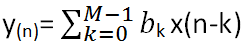 y(n)= ∑_{k=0}^{M−1} b_k x(n-k)